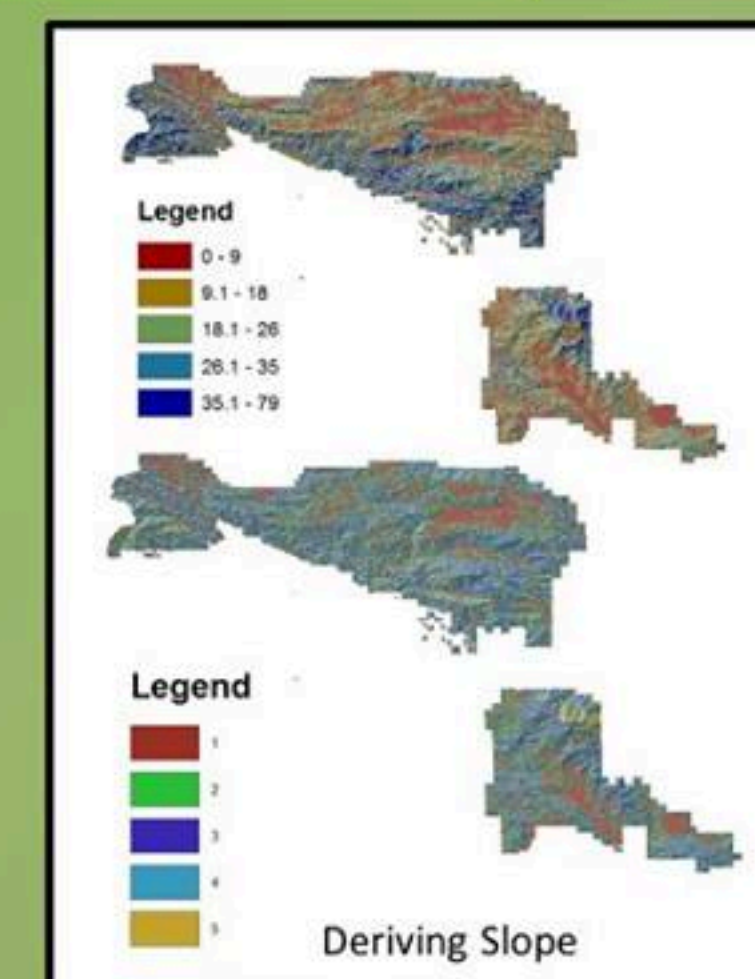 Legend
0 - 9
9.1 - 18
18.1 - 26
26.1 - 35
35.1 - 79
Legend
1
2
3
4
5
Deriving Slope